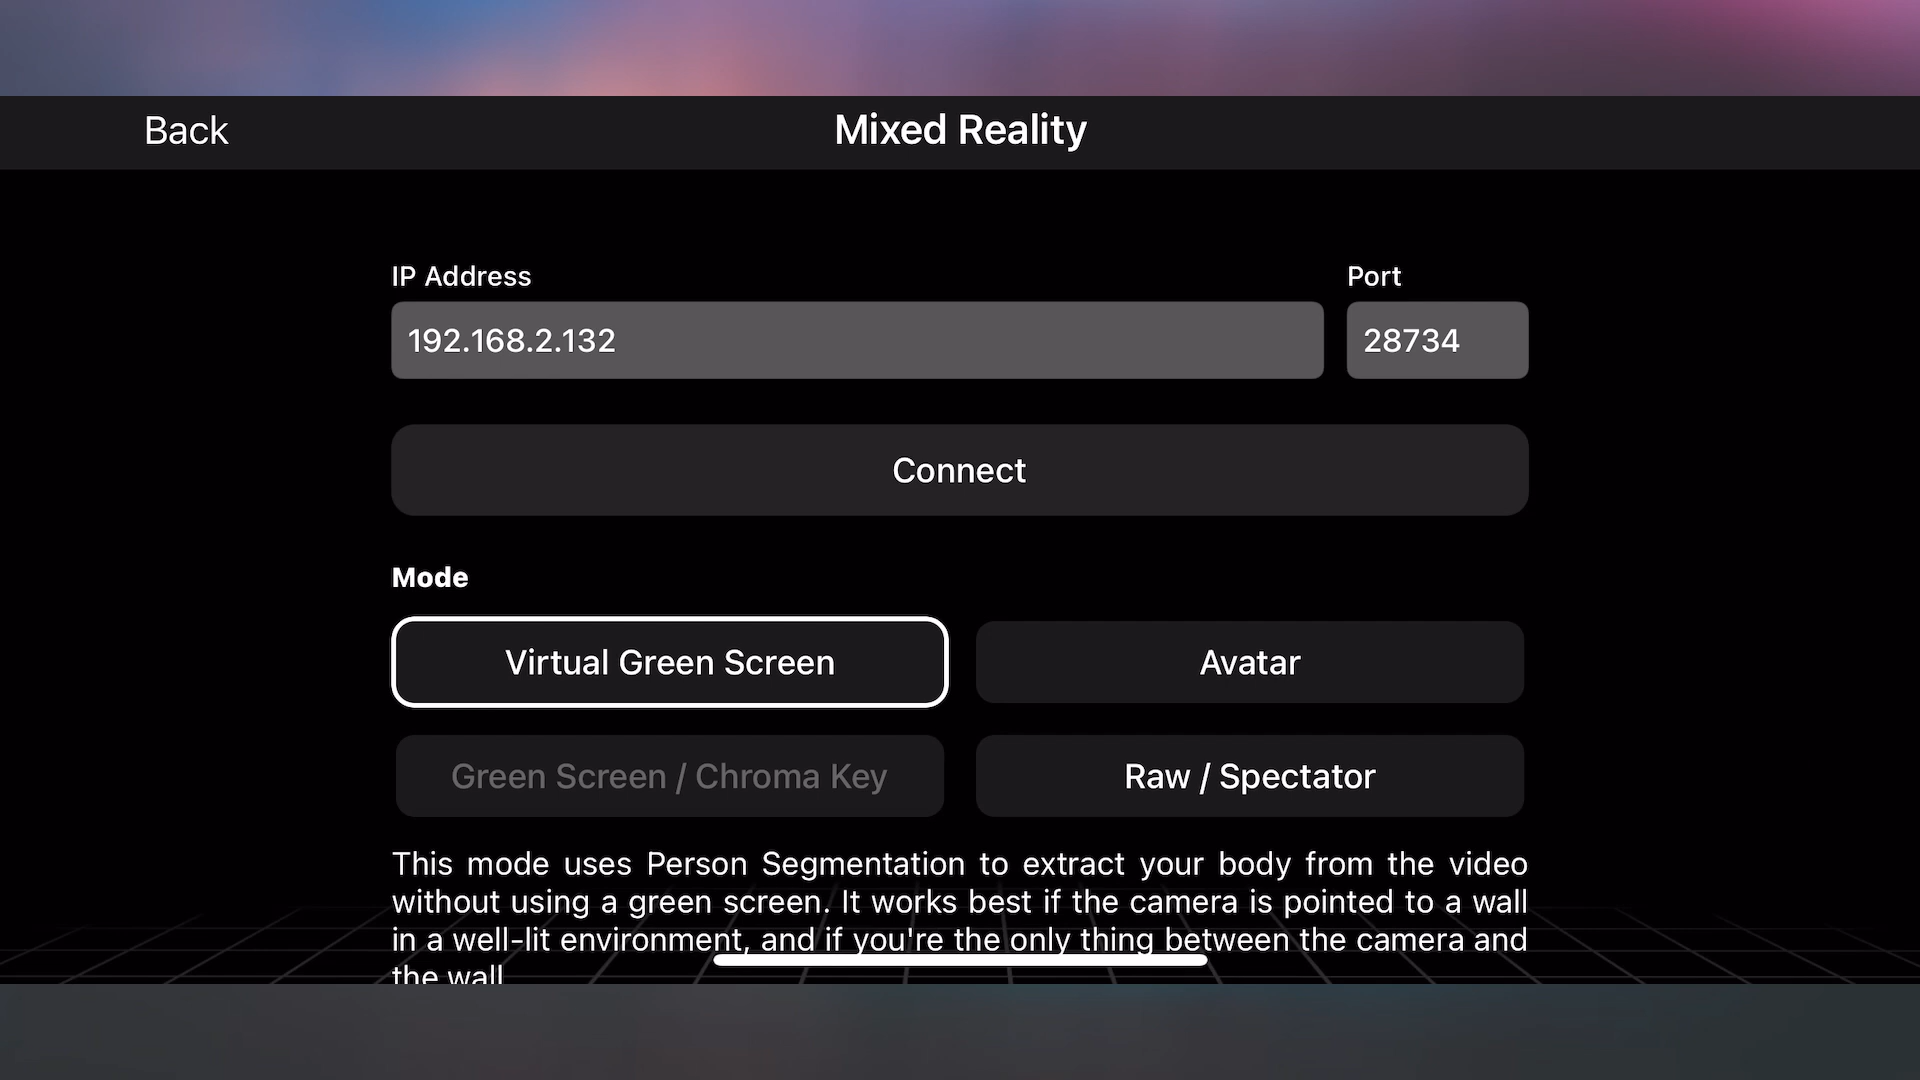 Back
Mixed Reality
IP Address
Port
192.168.2.132
28734
Connect
Mode
Virtual Green Screen
Avatar
Green Screen / Chroma Key
Raw / Spectator
This mode uses Person Segmentation to extract your body from the video
without using a green screen. It works best if the camera is pointed to a wall
in a well-lit environment, and if you're the only thing between the camera and
the wall